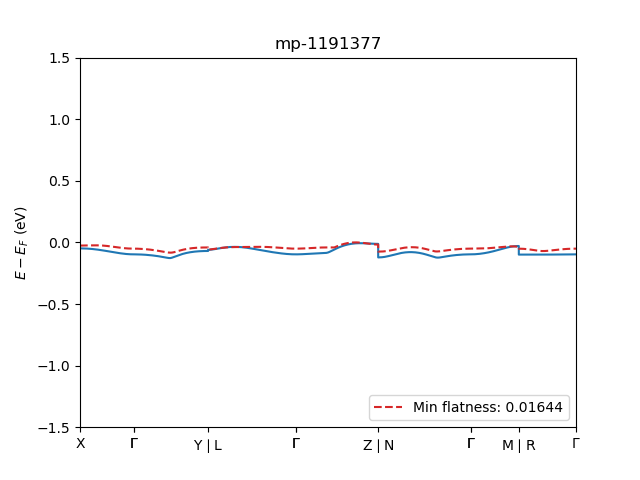 mp-1191377
E − E_F (eV)
1.5
1.0
0.5
0.0
−0.5
−1.0
−1.5
Min flatness: 0.01644
X Γ Y | L Γ Z | N Γ M | R Γ